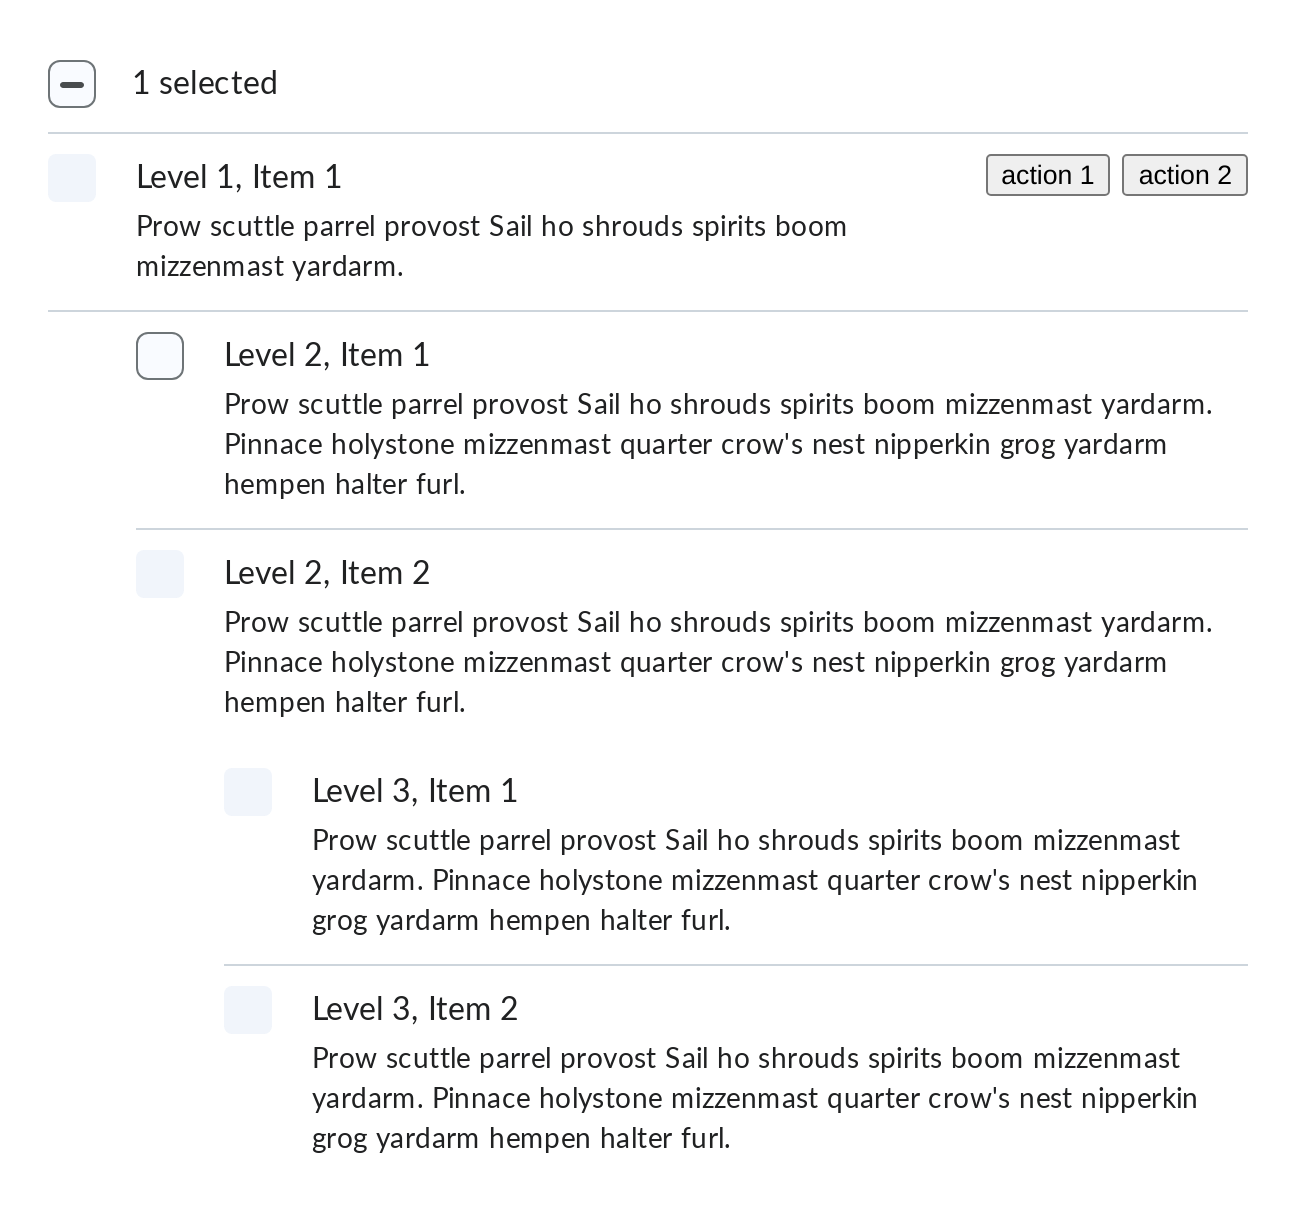 1 selected
Level 1, Item 1
action 1
action 2
Prow scuttle parrel provost Sail ho shrouds spirits boom
mizzenmast yardarm.
Level 2, Item 1
Prow scuttle parrel provost Sail ho shrouds spirits boom mizzenmast yardarm.
Pinnace holystone mizzenmast quarter crow's nest nipperkin grog yardarm
hempen halter furl.
Level 2, Item 2
Prow scuttle parrel provost Sail ho shrouds spirits boom mizzenmast yardarm.
Pinnace holystone mizzenmast quarter crow's nest nipperkin grog yardarm
hempen halter furl.
Level 3, Item 1
Prow scuttle parrel provost Sail ho shrouds spirits boom mizzenmast
yardarm. Pinnace holystone mizzenmast quarter crow's nest nipperkin
grog yardarm hempen halter furl.
Level 3, Item 2
Prow scuttle parrel provost Sail ho shrouds spirits boom mizzenmast
yardarm. Pinnace holystone mizzenmast quarter crow's nest nipperkin
grog yardarm hempen halter furl.